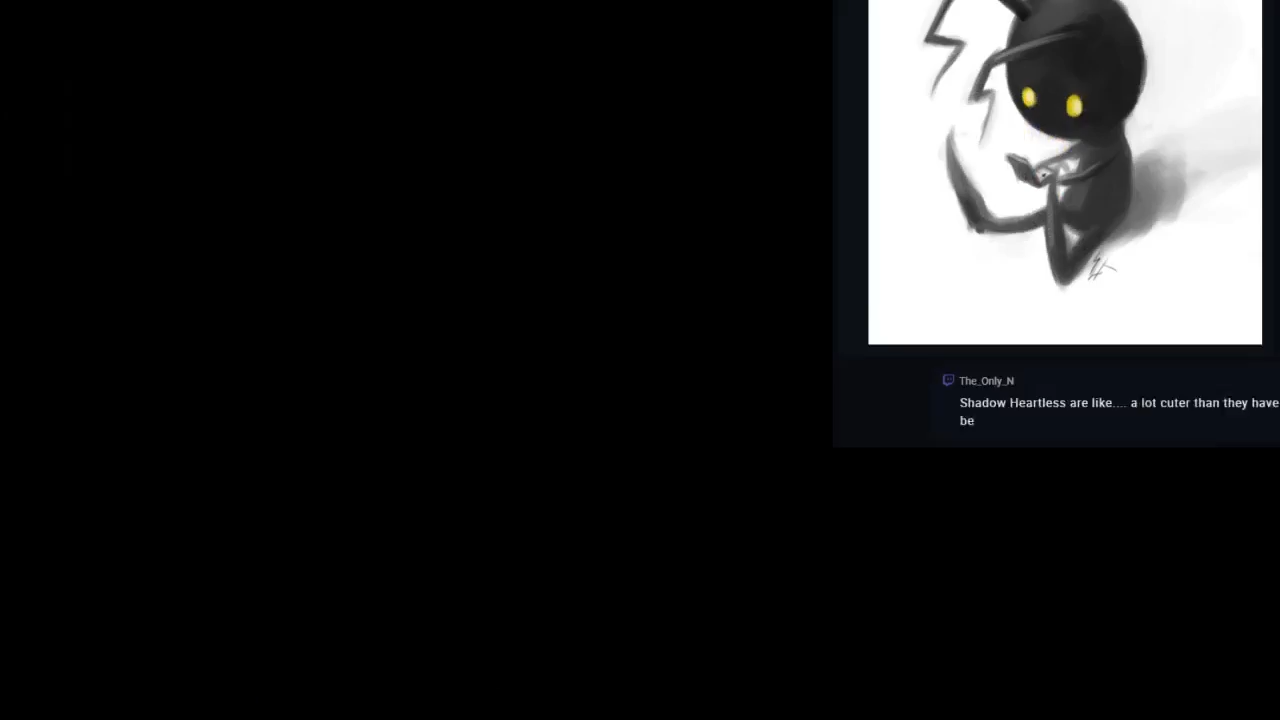 The_Only_N
Shadow Heartless are like.... a lot cuter than they have
be